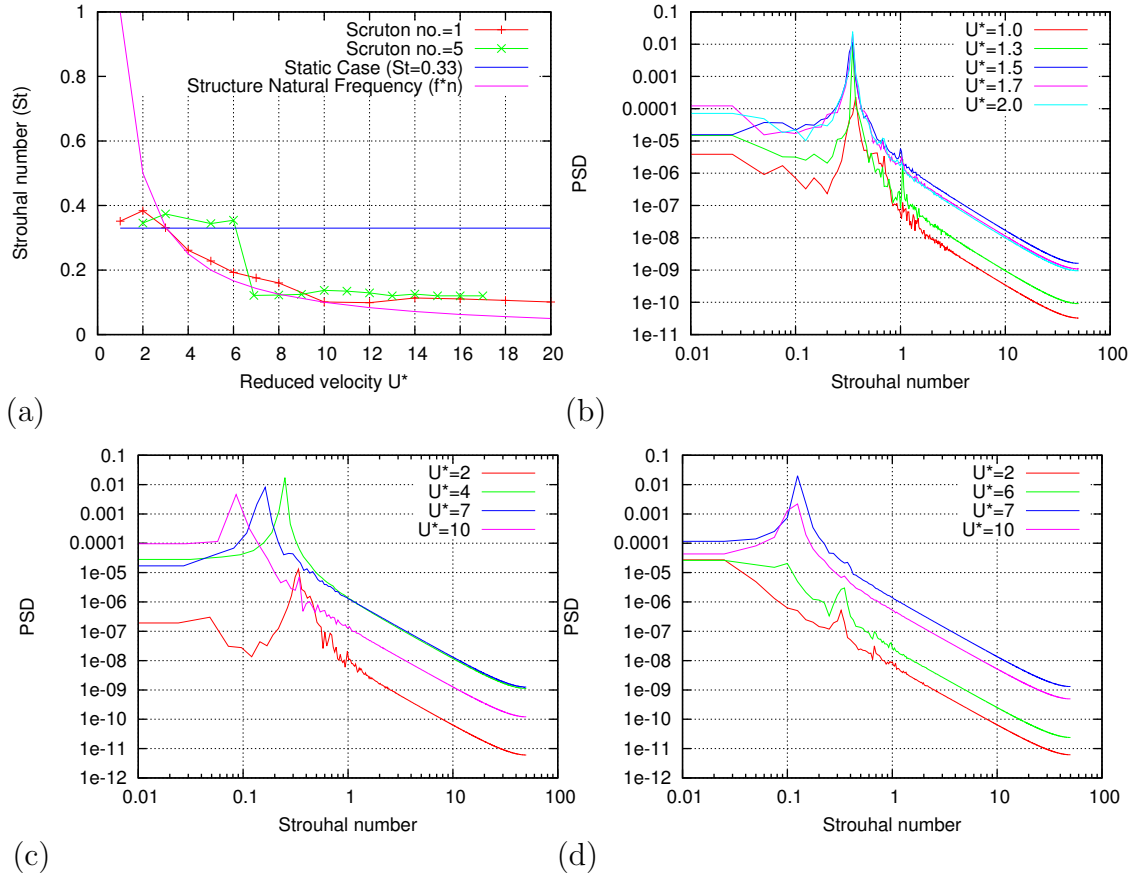 Scruton no.=1
Scruton no.=5
Static Case (St=0.33)
Structure Natural Frequency (f*n)
Strouhal number (St)
1
0.8
0.6
0.4
0.2
0
0 2 4 6 8 10 12 14 16 18 20
Reduced velocity U*
(a)
U*=1.0
U*=1.3
U*=1.5
U*=1.7
U*=2.0
PSD
0.1
0.01
0.001
0.0001
1e-05
1e-06
1e-07
1e-08
1e-09
1e-10
1e-11
0.01 0.1 1 10 100
Strouhal number
(b)
U*=2
U*=4
U*=7
U*=10
PSD
0.1
0.01
0.001
0.0001
1e-05
1e-06
1e-07
1e-08
1e-09
1e-10
1e-11
1e-12
0.01 0.1 1 10 100
Strouhal number
(c)
U*=2
U*=6
U*=7
U*=10
PSD
0.1
0.01
0.001
0.0001
1e-05
1e-06
1e-07
1e-08
1e-09
1e-10
1e-11
1e-12
0.01 0.1 1 10 100
Strouhal number
(d)